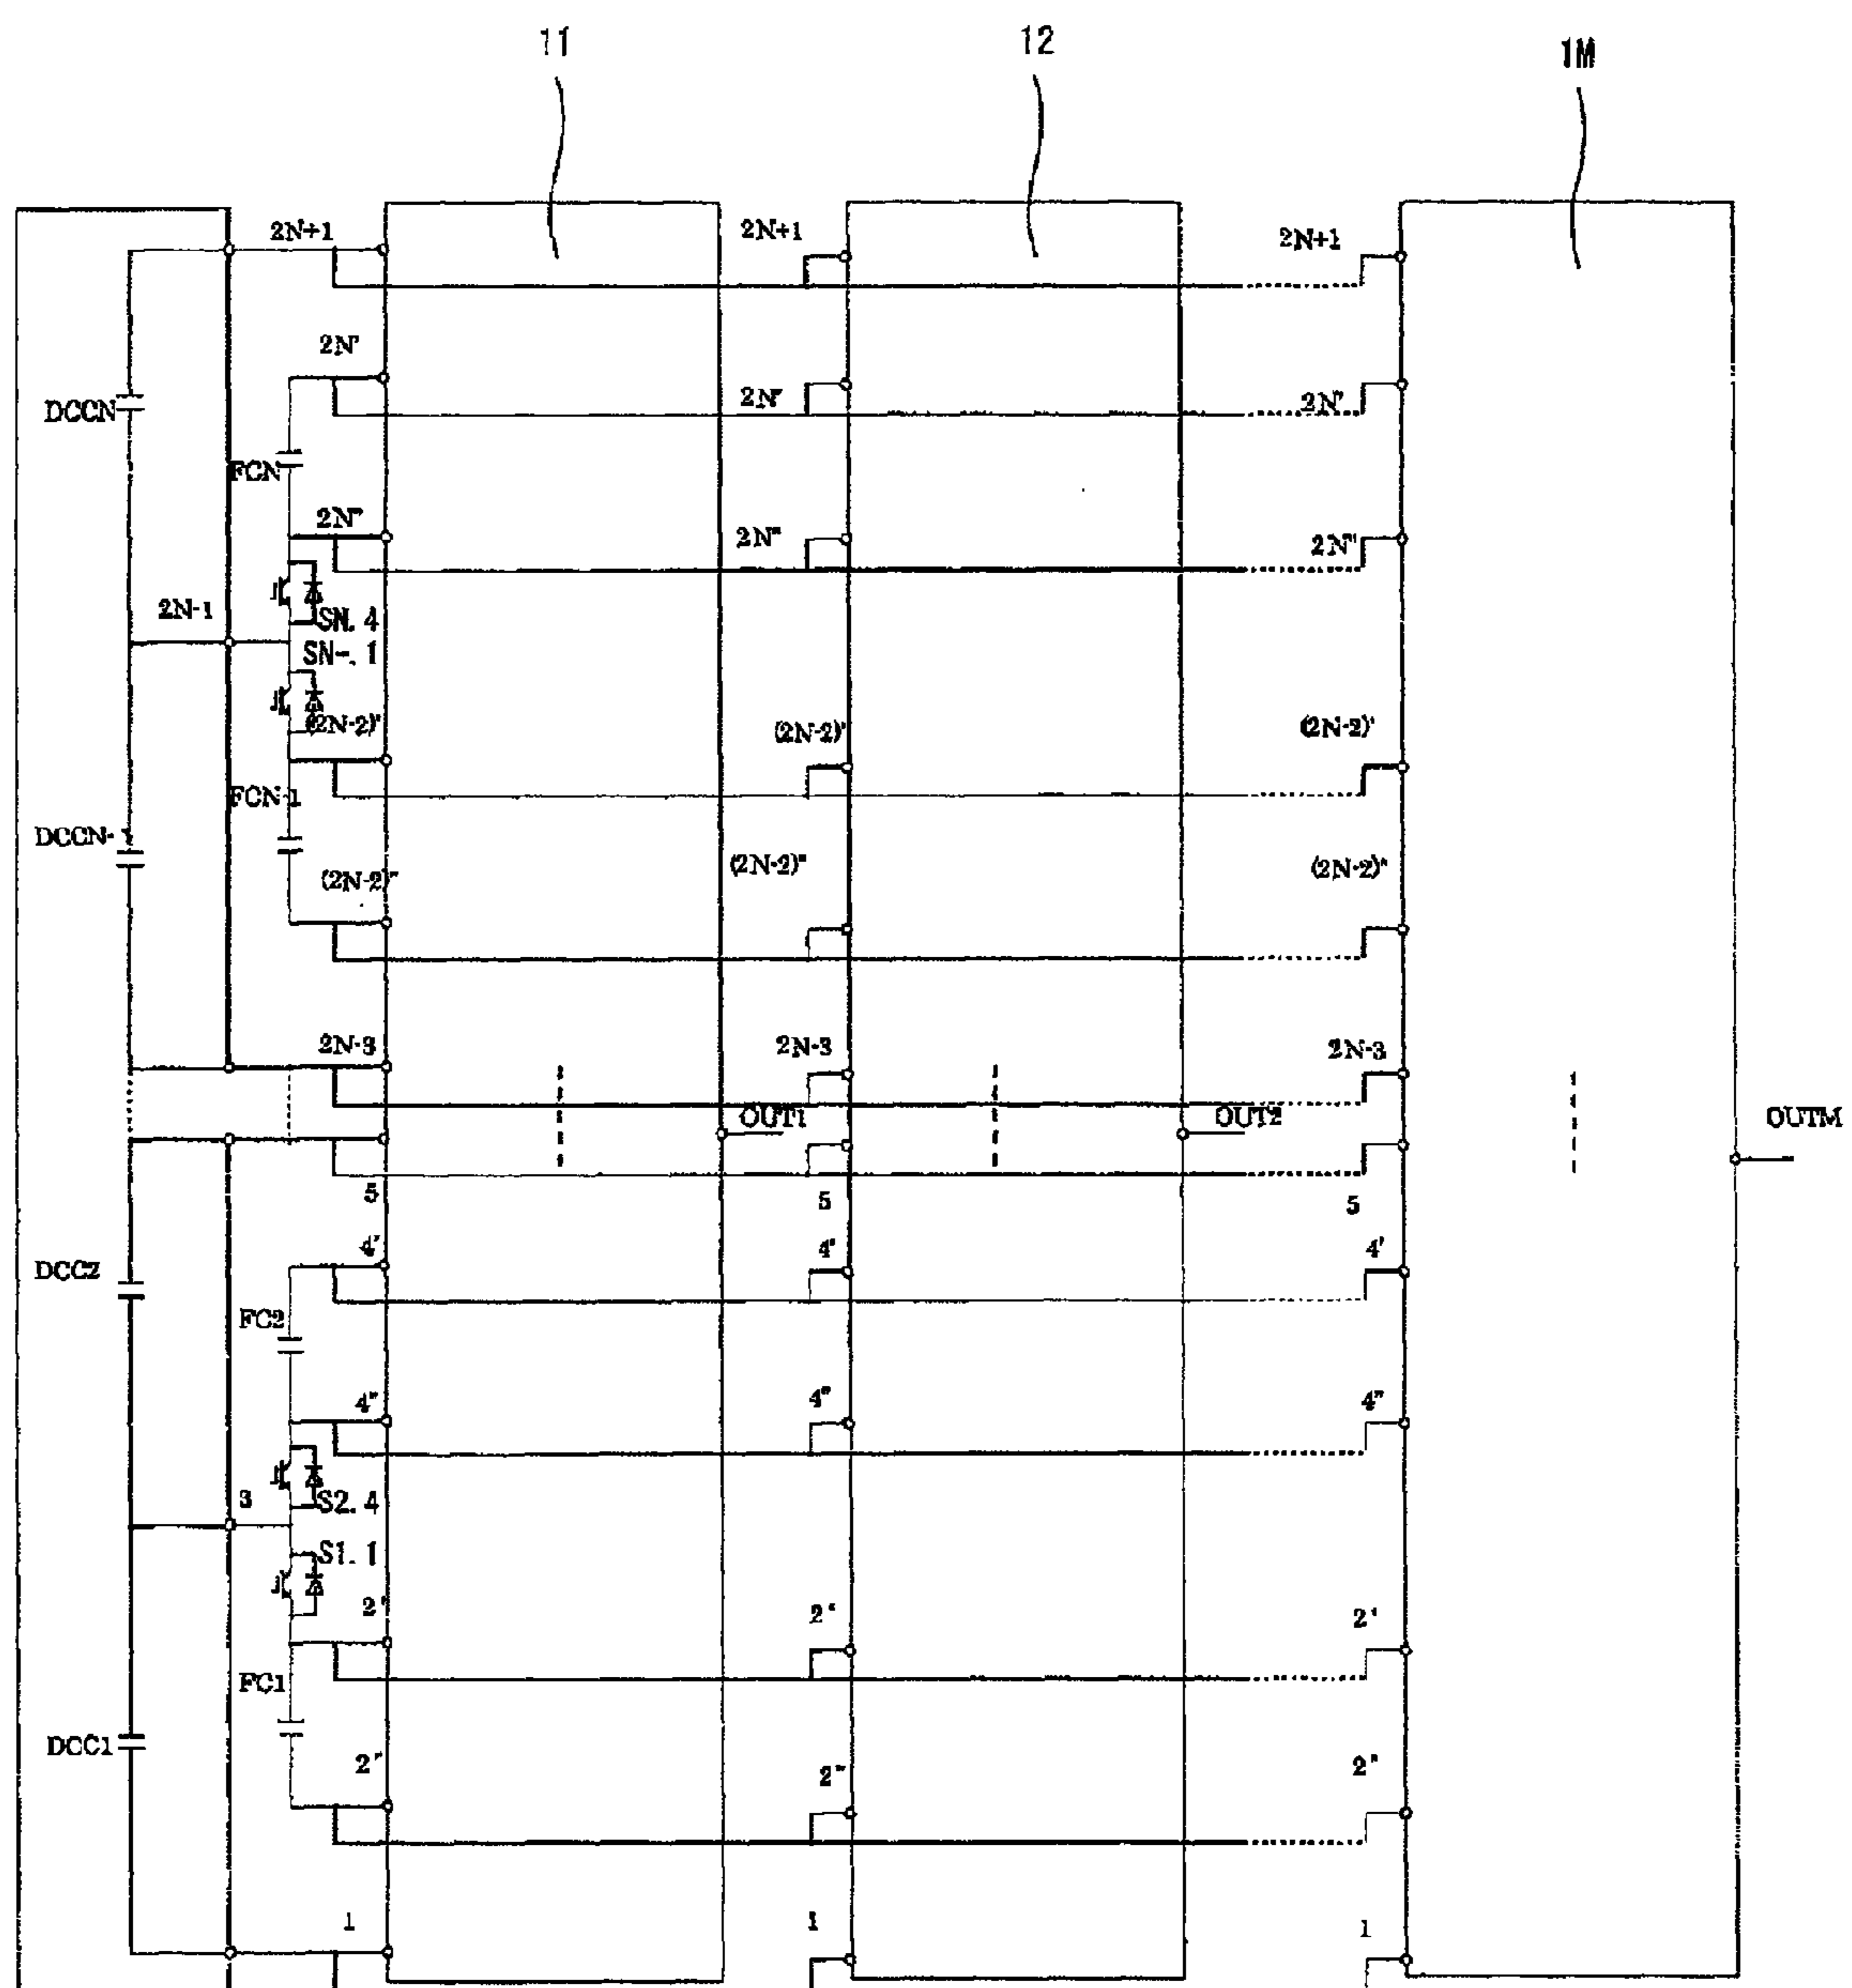 11 12 1M
2N+1 2N+1 2N+1
2N' 2N' 2N'
DCCN
FCN
2N" 2N" 2N"
2N-1
SN.4
SN-.1
(2N-2)' (2N-2)' (2N-2)'
FCN-1
DCCN-1
(2N-2)" (2N-2)" (2N-2)"
2N-3 2N-3 2N-3
OUT1 OUT2 OUTM
5 5 5
4' 4' 4'
DCC2
FC2
4" 4" 4"
3
S2.4
S1.1
2' 2' 2'
FC1
DCC1
2" 2" 2"
1 1 1